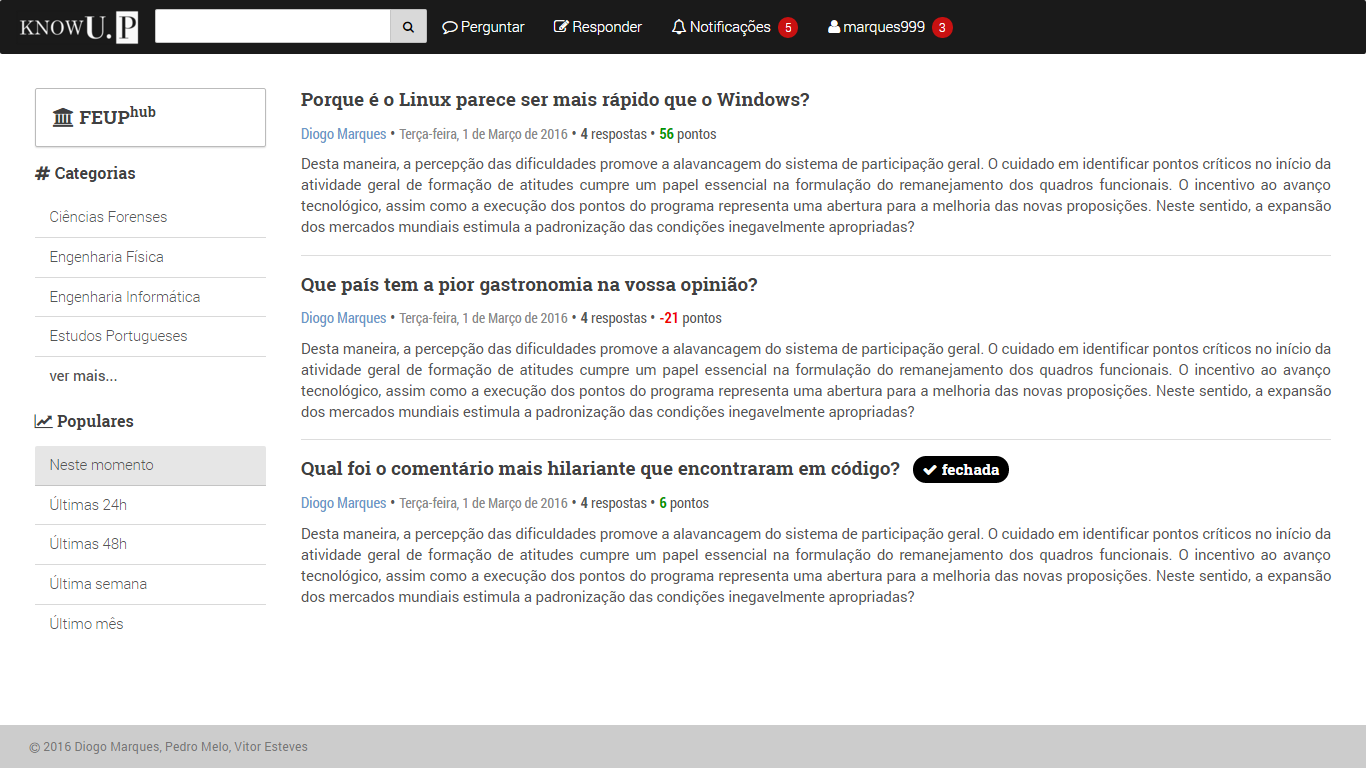 KNOWU.P Perguntar Responder Notificações 5 marques999 3
FEUPhub
Categorias
Ciências Forenses
Engenharia Física
Engenharia Informática
Estudos Portugueses
ver mais...
Populares
Neste momento
Últimas 24h
Últimas 48h
Última semana
Último mês
Porque é o Linux parece ser mais rápido que o Windows?
Diogo Marques • Terça-feira, 1 de Março de 2016 • 4 respostas • 56 pontos
Desta maneira, a percepção das dificuldades promove a alavancagem do sistema de participação geral. O cuidado em identificar pontos críticos no início da
atividade geral de formação de atitudes cumpre um papel essencial na formulação do remanejamento dos quadros funcionais. O incentivo ao avanço
tecnológico, assim como a execução dos pontos do programa representa uma abertura para a melhoria das novas proposições. Neste sentido, a expansão
dos mercados mundiais estimula a padronização das condições inegavelmente apropriadas?
Que país tem a pior gastronomia na vossa opinião?
Diogo Marques • Terça-feira, 1 de Março de 2016 • 4 respostas • -21 pontos
Desta maneira, a percepção das dificuldades promove a alavancagem do sistema de participação geral. O cuidado em identificar pontos críticos no início da
atividade geral de formação de atitudes cumpre um papel essencial na formulação do remanejamento dos quadros funcionais. O incentivo ao avanço
tecnológico, assim como a execução dos pontos do programa representa uma abertura para a melhoria das novas proposições. Neste sentido, a expansão
dos mercados mundiais estimula a padronização das condições inegavelmente apropriadas?
Qual foi o comentário mais hilariante que encontraram em código? fechada
Diogo Marques • Terça-feira, 1 de Março de 2016 • 4 respostas • 6 pontos
Desta maneira, a percepção das dificuldades promove a alavancagem do sistema de participação geral. O cuidado em identificar pontos críticos no início da
atividade geral de formação de atitudes cumpre um papel essencial na formulação do remanejamento dos quadros funcionais. O incentivo ao avanço
tecnológico, assim como a execução dos pontos do programa representa uma abertura para a melhoria das novas proposições. Neste sentido, a expansão
dos mercados mundiais estimula a padronização das condições inegavelmente apropriadas?
© 2016 Diogo Marques, Pedro Melo, Vitor Esteves